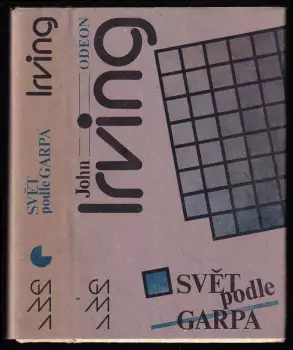 Irving
SVĚT
podle GARPA
John
Irving
ODEON
SVĚT
podle
GARPA